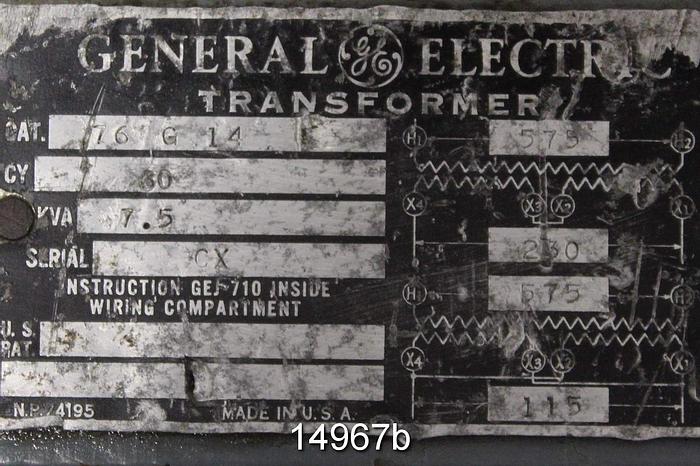 GENERAL GE ELECTRIC
TRANSFORMER
CAT. 76 G 14
CY 60
KVA 7.5
SERIAL CX
INSTRUCTION GEJ-710 INSIDE
WIRING COMPARTMENT
U. S.
PAT.
N.P. 74195 MADE IN U.S.A.
H1 575 H2
X4 X3 X2 X1
230
H1 575 H2
X4 X3 X2 X1
115
14967b